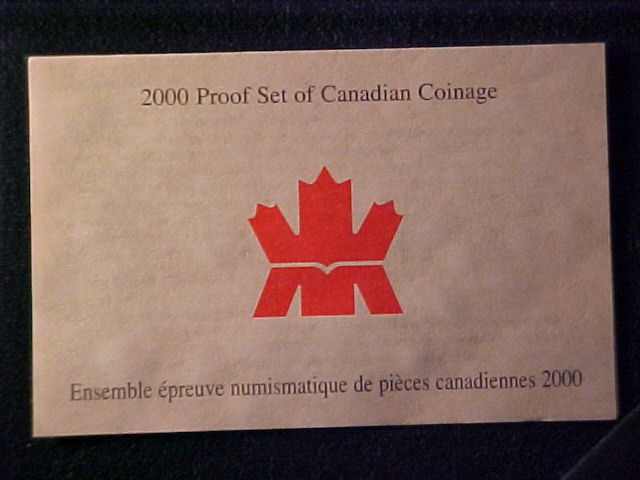 2000 Proof Set of Canadian Coinage
Ensemble épreuve numismatique de pièces canadiennes 2000